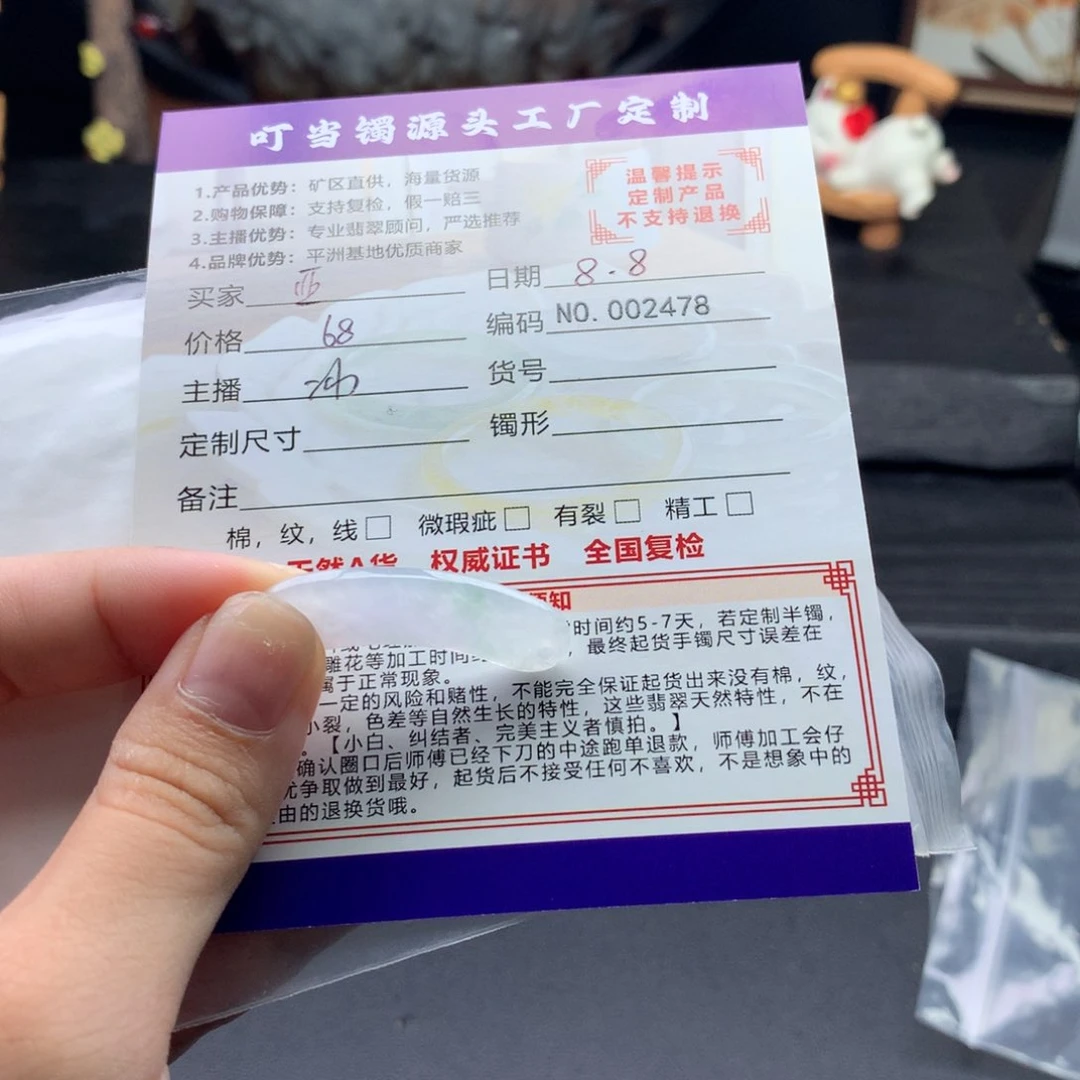 叮当镯源头工厂定制
1.产品优势：矿区直供，海量货源
2.购物保障：支持复检，假一赔三
3.主播优势：专业翡翠顾问，严选推荐
4.品牌优势：平洲基地优质商家
温馨提示
定制产品
不支持退换
买家 亚 日期 8.8
价格 68 编码 NO.002478
主播 货号
定制尺寸 镯形
备注
棉，纹，线□ 微瑕疵□ 有裂□ 精工□
天然A货 权威证书 全国复检
须知
时间约5-7天，若定制半镯，
雕花等加工时间 ，最终起货手镯尺寸误差在
属于正常现象。
一定的风险和赌性，不能完全保证起货出来没有棉，纹，
小裂，色差等自然生长的特性，这些翡翠天然特性，不在
。【小白、纠结者、完美主义者慎拍。】
确认圈口后师傅已经下刀的中途跑单退款，师傅加工会仔
优争取做到最好，起货后不接受任何不喜欢，不是想象中的
由的退换货哦。